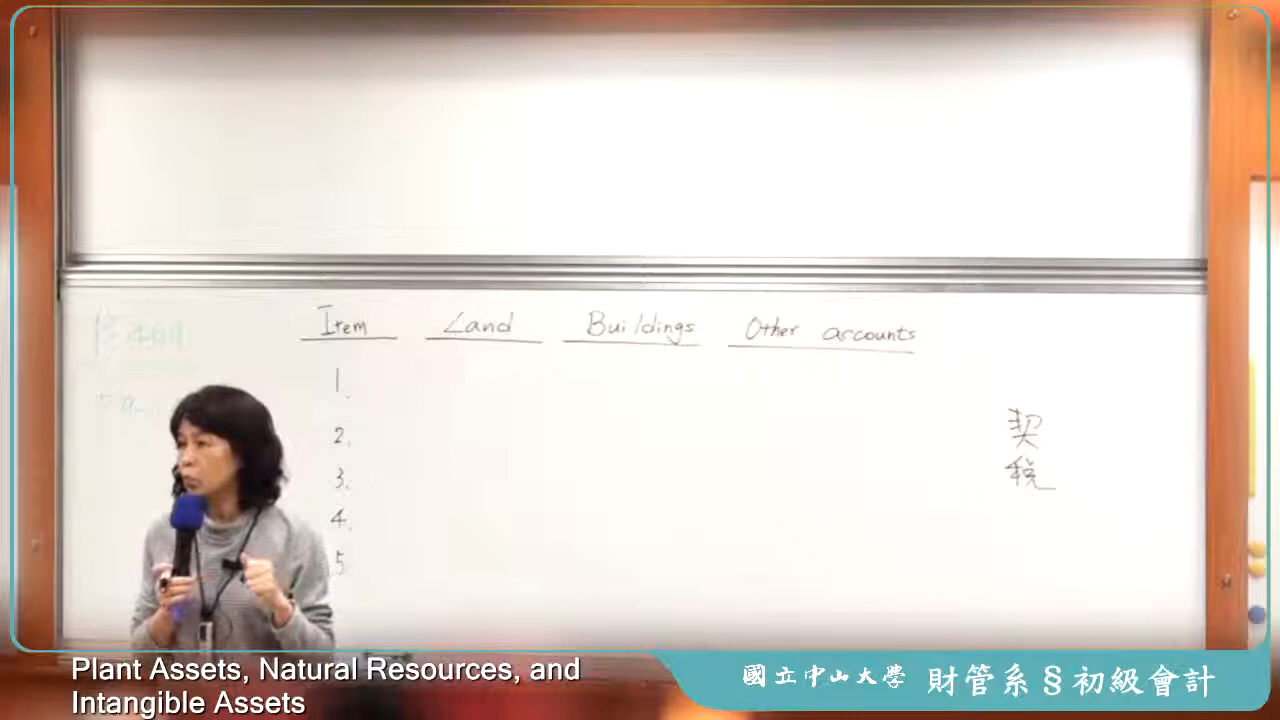 Item Land Buildings Other accounts
1.
2.
3.
4.
5
契
稅
Plant Assets, Natural Resources, and
Intangible Assets
國立中山大學 財管系§初級會計